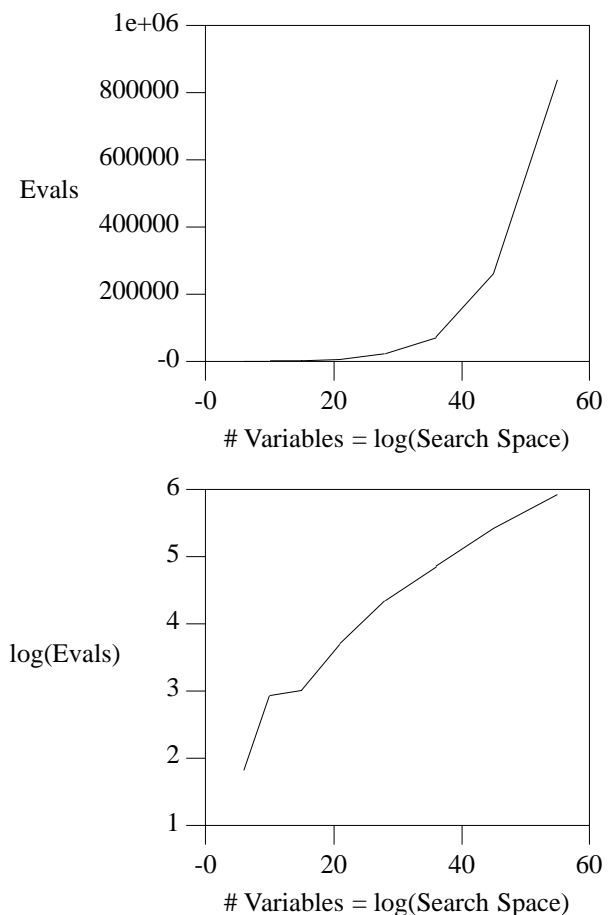 1e+06
800000
600000
Evals
400000
200000
-0
-0 20 40 60
# Variables = log(Search Space)
6
5
4
log(Evals)
3
2
1
-0 20 40 60
# Variables = log(Search Space)